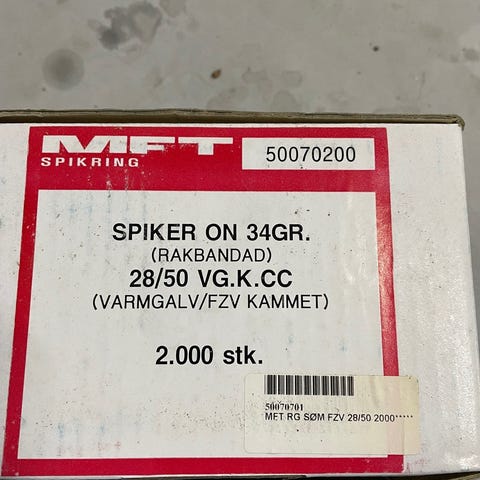 MFT
SPIKRING
50070200
SPIKER ON 34GR.
(RAKBANDAD)
28/50 VG.K.CC
(VARMGALV/FZV KAMMET)
2.000 stk.
50070701
MET RG SØM FZV 28/50 2000*****